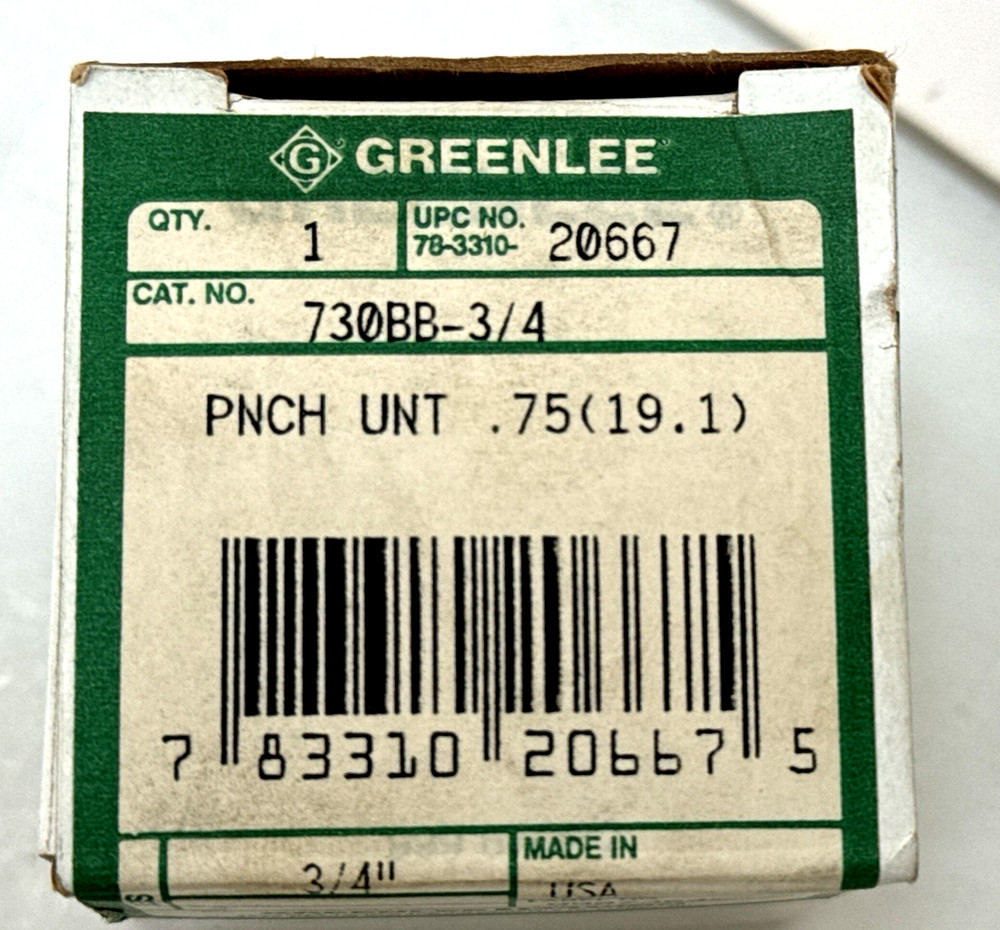 G GREENLEE
QTY. 1
UPC NO. 78-3310- 20667
CAT. NO. 730BB-3/4
PNCH UNT .75(19.1)
7 83310 20667 5
3/4"
MADE IN
USA